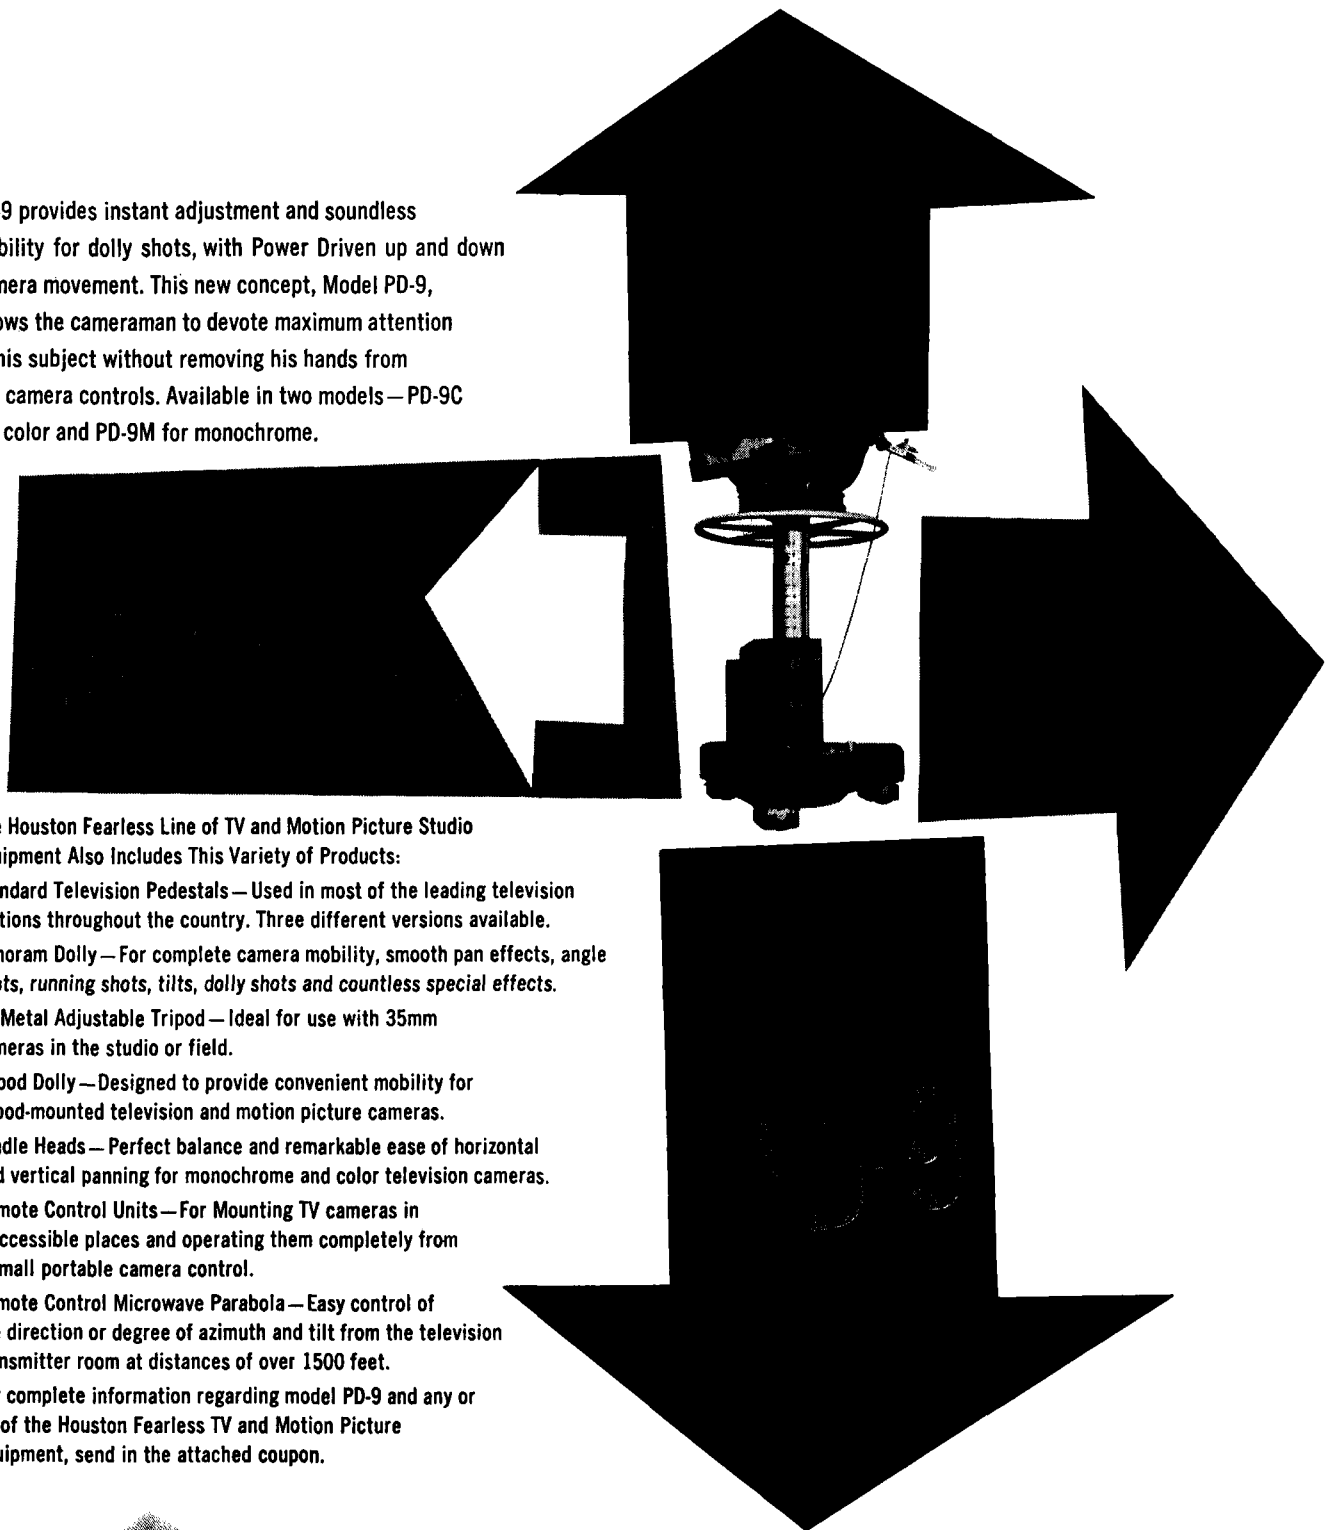 9 provides instant adjustment and soundless
bility for dolly shots, with Power Driven up and down
nera movement. This new concept, Model PD-9,
ows the cameraman to devote maximum attention
his subject without removing his hands from
camera controls. Available in two models—PD-9C
color and PD-9M for monochrome.
e Houston Fearless Line of TV and Motion Picture Studio
uipment Also Includes This Variety of Products:
ndard Television Pedestals—Used in most of the leading television
tions throughout the country. Three different versions available.
noram Dolly—For complete camera mobility, smooth pan effects, angle
ots, running shots, tilts, dolly shots and countless special effects.
Metal Adjustable Tripod—Ideal for use with 35mm
neras in the studio or field.
pod Dolly—Designed to provide convenient mobility for
pod-mounted television and motion picture cameras.
adle Heads—Perfect balance and remarkable ease of horizontal
d vertical panning for monochrome and color television cameras.
mote Control Units—For Mounting TV cameras in
accessible places and operating them completely from
mall portable camera control.
mote Control Microwave Parabola—Easy control of
e direction or degree of azimuth and tilt from the television
nsmitter room at distances of over 1500 feet.
r complete information regarding model PD-9 and any or
of the Houston Fearless TV and Motion Picture
uipment, send in the attached coupon.